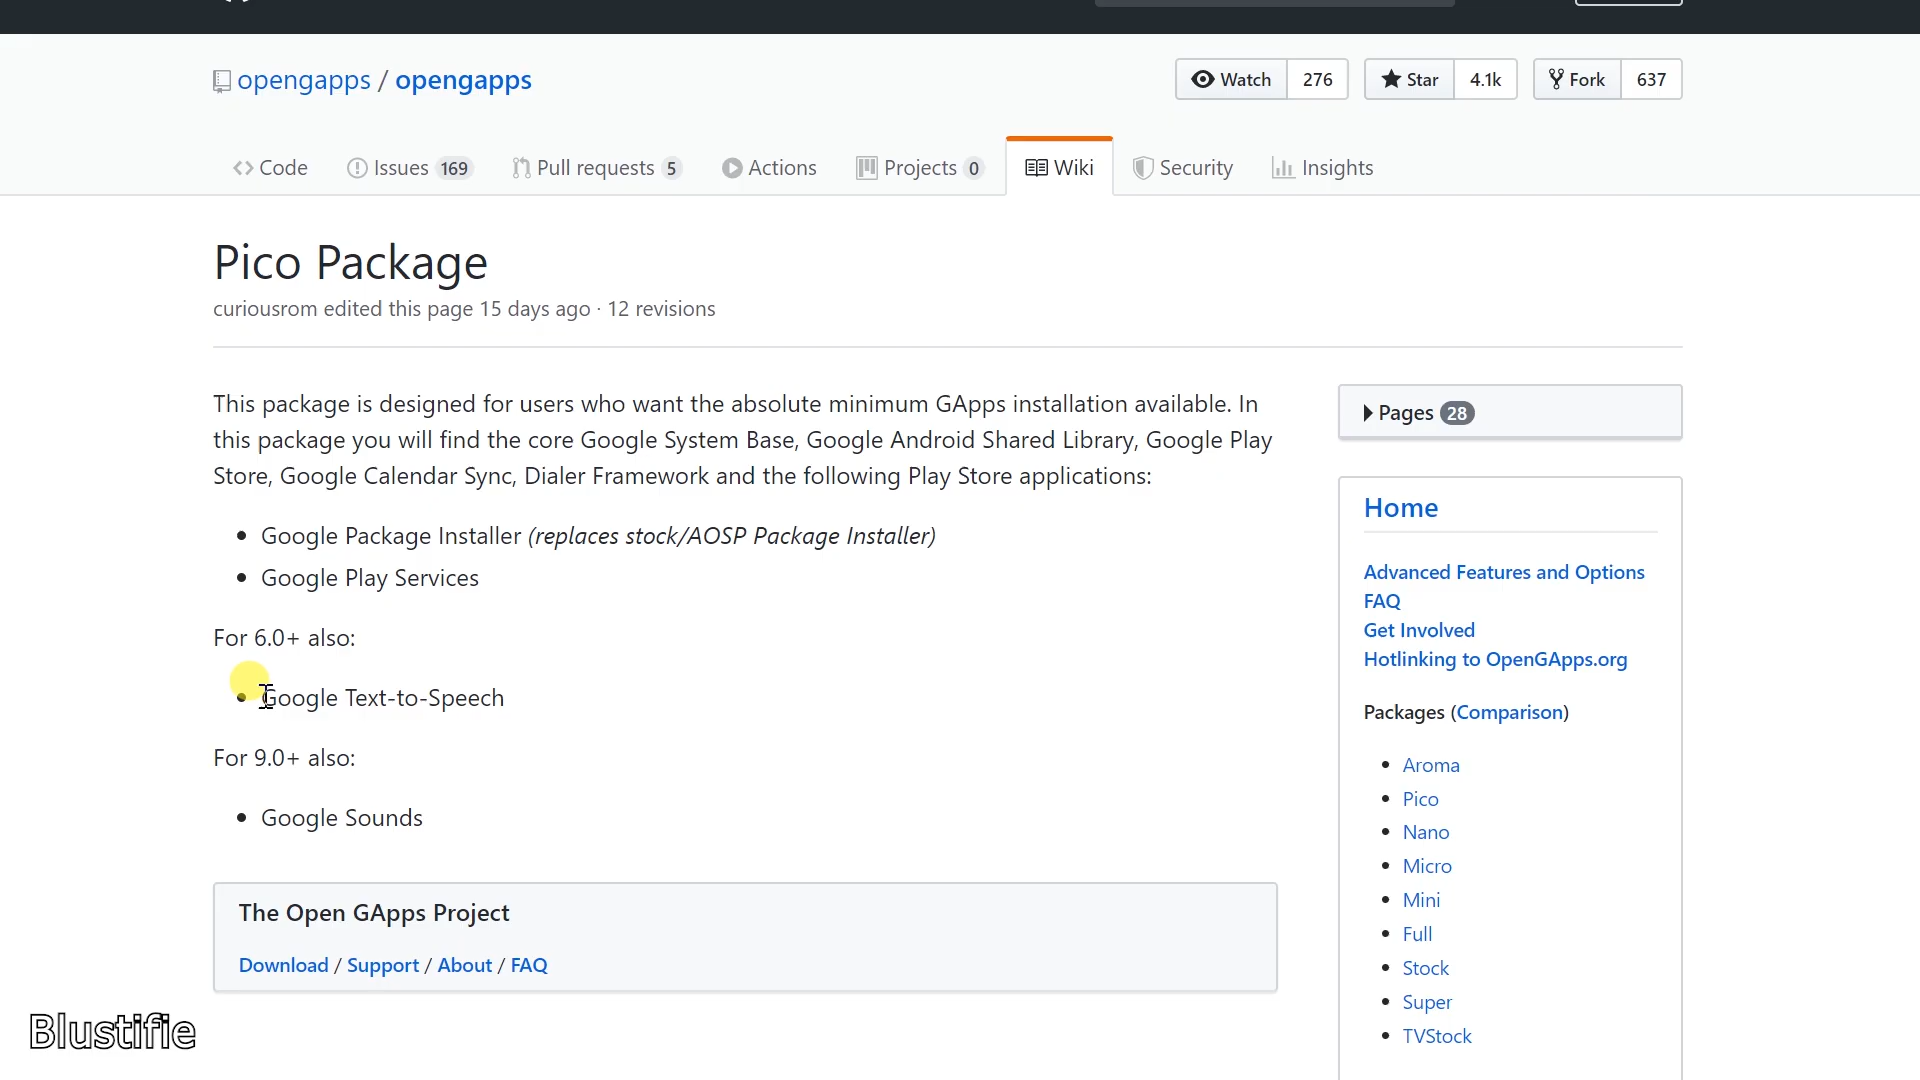 opengapps / opengapps
Watch 276 Star 4.1k Fork 637
Code Issues 169 Pull requests 5 Actions Projects 0 Wiki Security Insights
Pico Package
curiousrom edited this page 15 days ago · 12 revisions
This package is designed for users who want the absolute minimum GApps installation available. In
this package you will find the core Google System Base, Google Android Shared Library, Google Play
Store, Google Calendar Sync, Dialer Framework and the following Play Store applications:
Google Package Installer (replaces stock/AOSP Package Installer)
Google Play Services
For 6.0+ also:
Google Text-to-Speech
For 9.0+ also:
Google Sounds
The Open GApps Project
Download / Support / About / FAQ
Pages 28
Home
Advanced Features and Options
FAQ
Get Involved
Hotlinking to OpenGApps.org
Packages (Comparison)
Aroma
Pico
Nano
Micro
Mini
Full
Stock
Super
TVStock
Blustifie